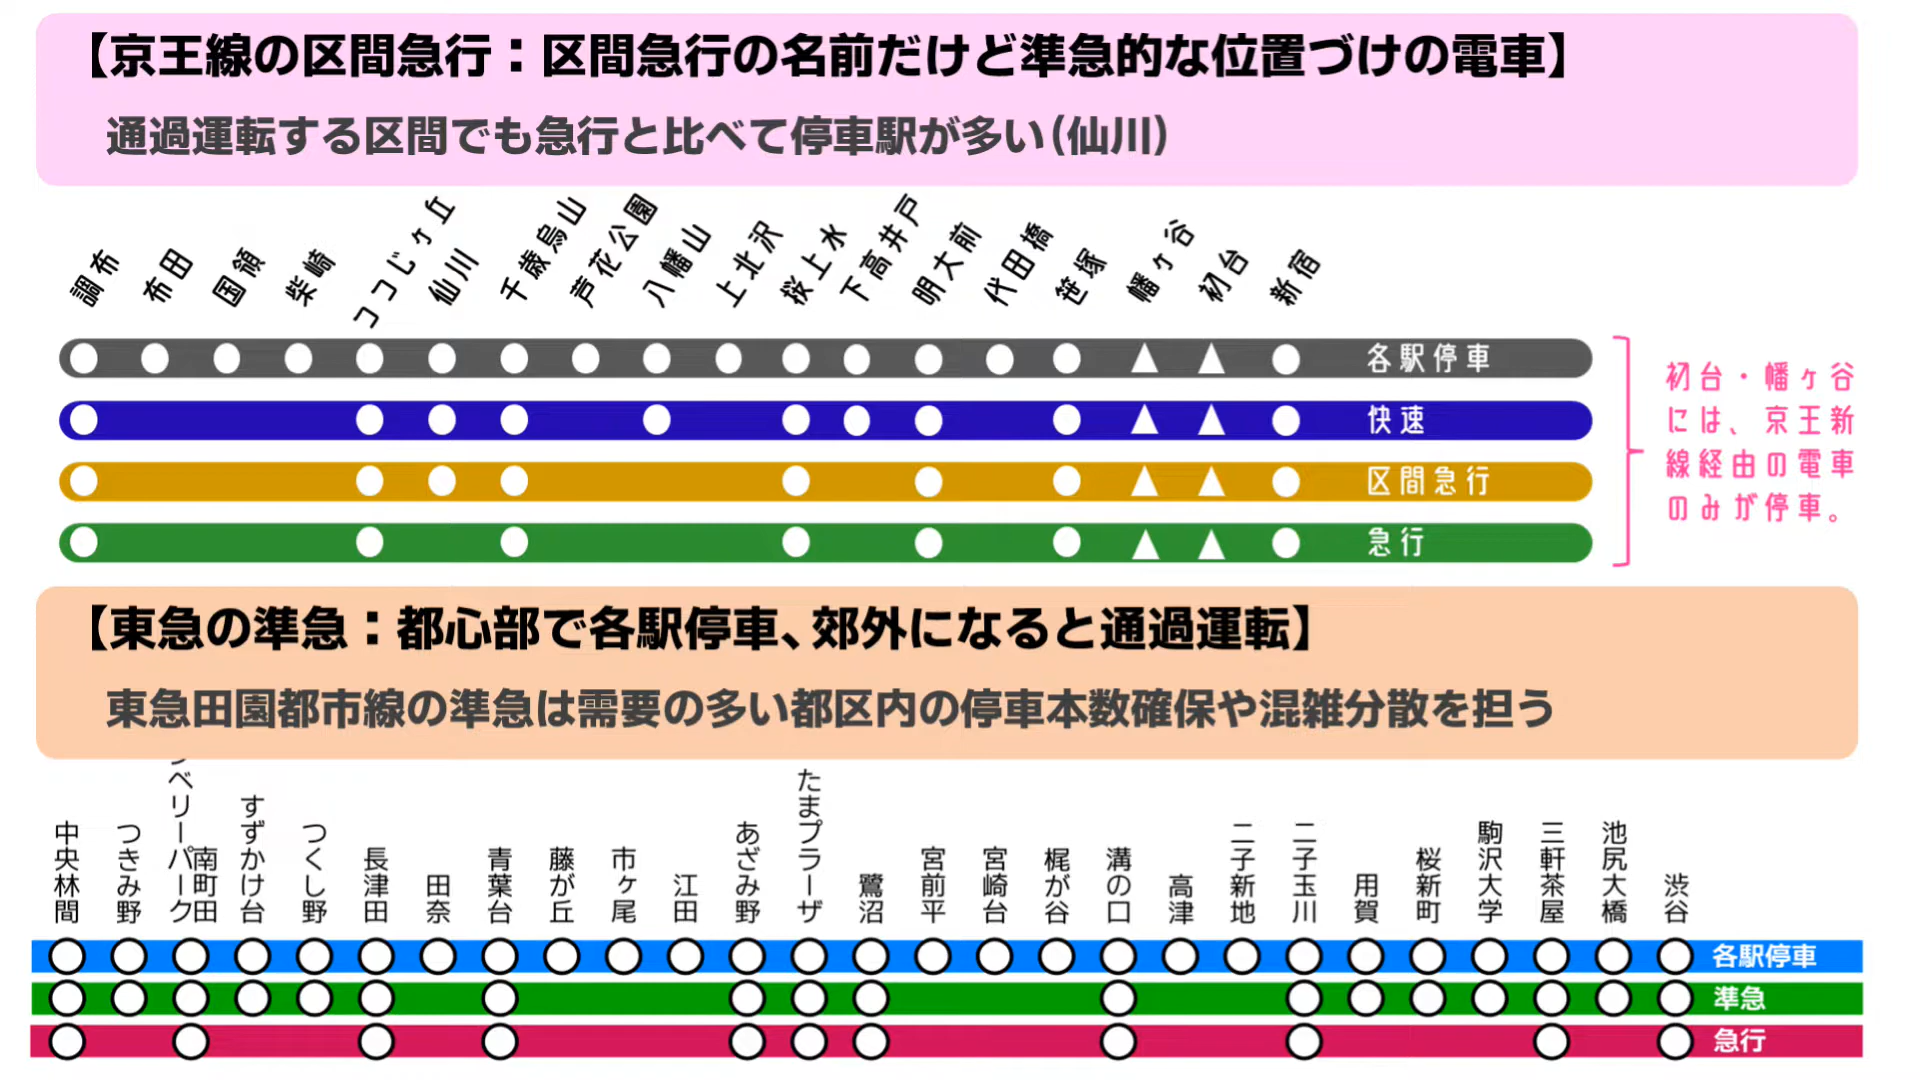 【京王線の区間急行：区間急行の名前だけど準急的な位置づけの電車】
通過運転する区間でも急行と比べて停車駅が多い(仙川)
調布
布田
国領
柴崎
つつじヶ丘
仙川
千歳烏山
芦花公園
八幡山
上北沢
桜上水
下高井戸
明大前
代田橋
笹塚
幡ヶ谷
初台
新宿
各駅停車
快速
区間急行
急行
初台・幡ヶ谷
には、京王新
線経由の電車
のみが停車。
【東急の準急：都心部で各駅停車、郊外になると通過運転】
東急田園都市線の準急は需要の多い都区内の停車本数確保や混雑分散を担う
中央林間
つきみ野
南町田
ベリーパーク
すずかけ台
つくし野
長津田
田奈
青葉台
藤が丘
市ヶ尾
江田
あざみ野
たまプラーザ
鷺沼
宮前平
宮崎台
梶が谷
溝の口
高津
二子新地
二子玉川
用賀
桜新町
駒沢大学
三軒茶屋
池尻大橋
渋谷
各駅停車
準急
急行